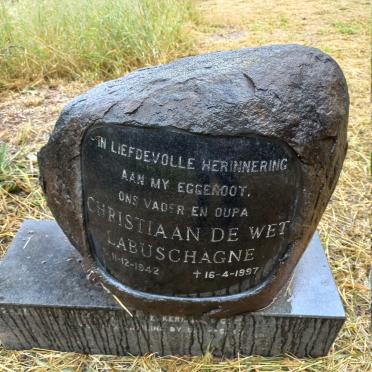 IN LIEFDEVOLLE HERINNERING
AAN MY EGGENOOT,
ONS VADER EN OUPA
CHRISTIAAN DE WET
LABUSCHAGNE
11-12-1942 ✝ 16-4-1997